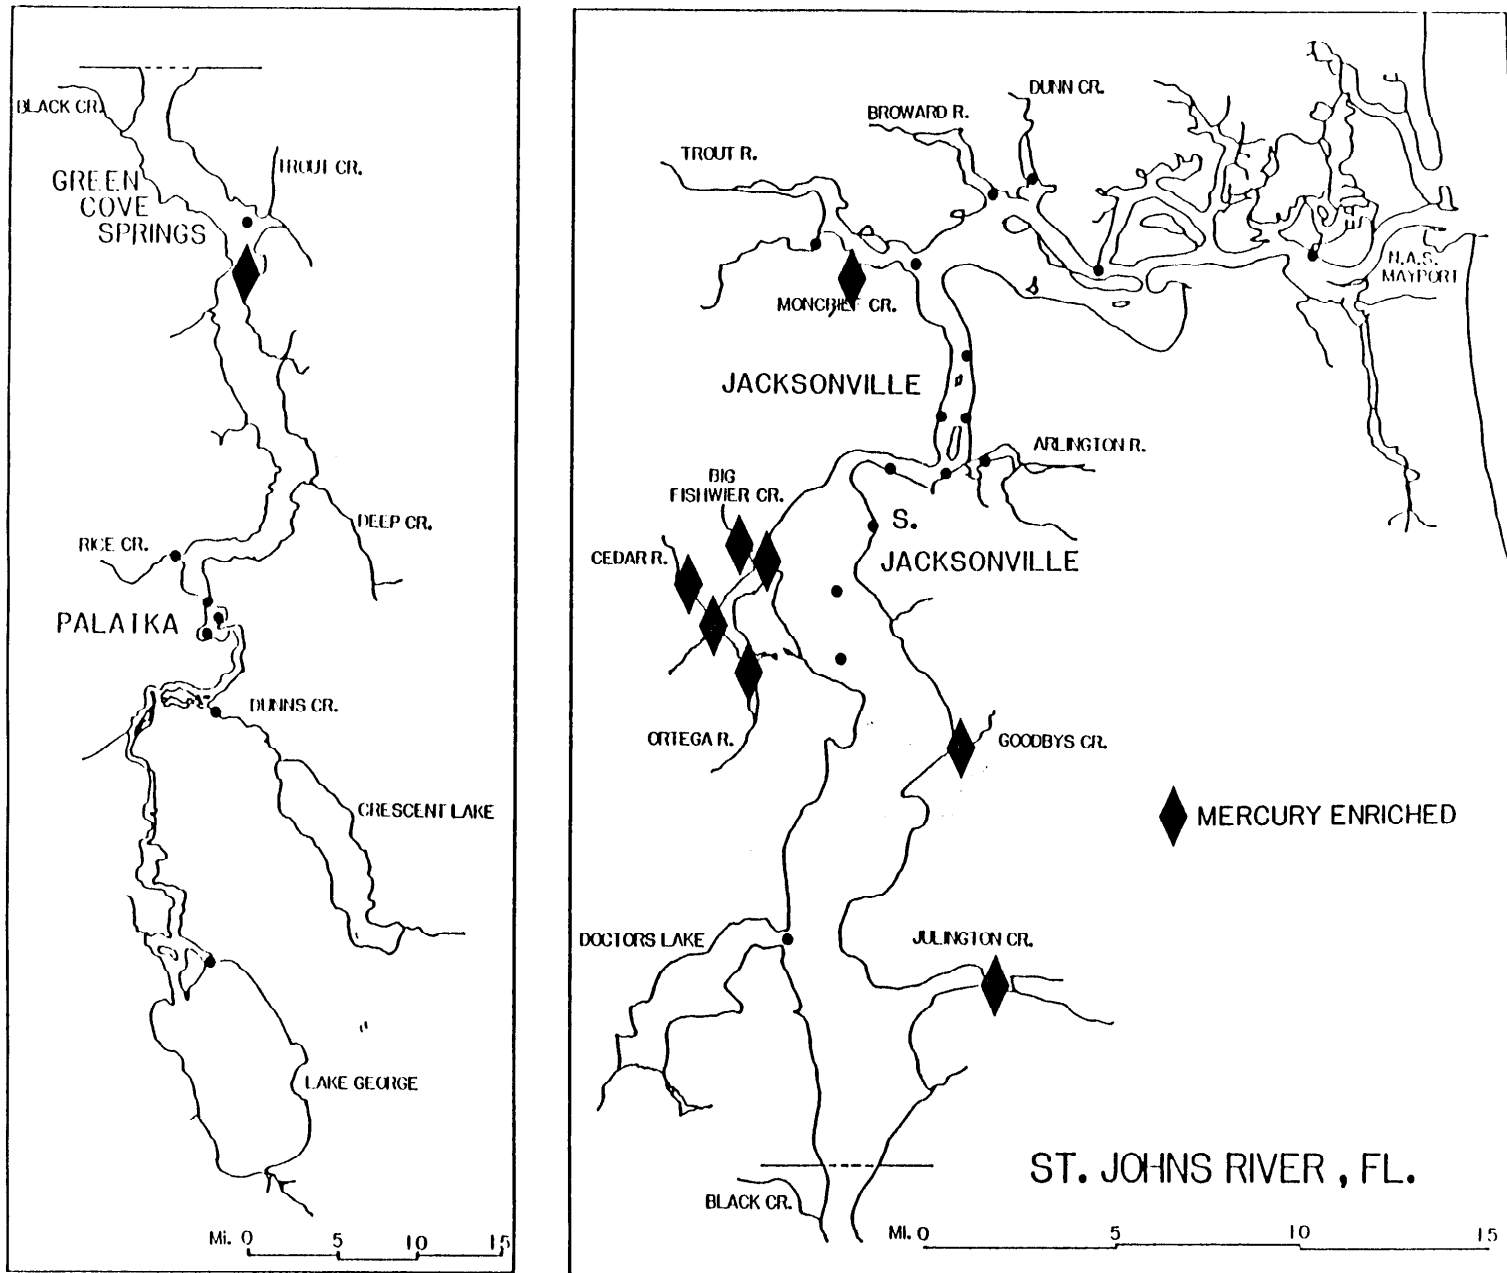 BLACK CR.
TROUT CR.
GREEN
COVE
SPRINGS
DEEP CR.
RICE CR.
PALATKA
DUNNS CR.
CRESCENT LAKE
LAKE GEORGE
Mi. 0 5 10 15
DUNN CR.
BROWARD R.
TROUT R.
N.A.S.
MAYPORT
MONCRIEF CR.
JACKSONVILLE
ARLINGTON R.
BIG
FISHWIER CR.
S.
JACKSONVILLE
CEDAR R.
ORTEGA R.
GOODBYS CR.
MERCURY ENRICHED
DOCTORS LAKE
JULINGTON CR.
ST. JOHNS RIVER, FL.
BLACK CR.
Mi. 0 5 10 15